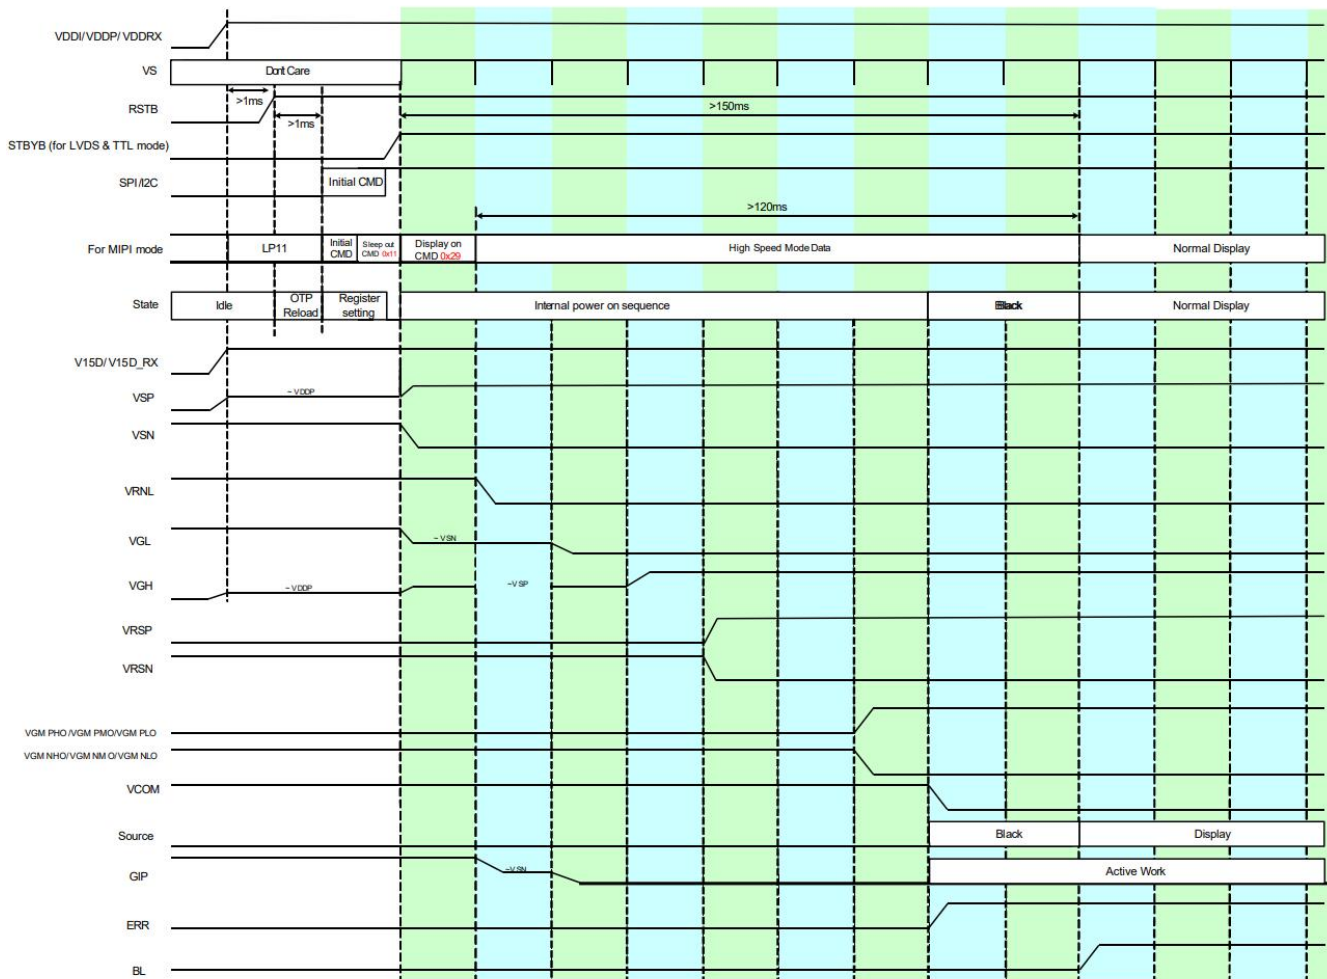 VDDI/VDDP/VDDRX
VS
Dont Care
>1ms
RSTB
>1ms
>150ms
STBYB (for LVDS & TTL mode)
SPI/I2C
Initial CMD
>120ms
For MIPI mode
LP11
Initial
CMD
Sleep out
CMD 0x11
Display on
CMD 0x29
High Speed Mode Data
Normal Display
State
Idle
OTP
Reload
Register
setting
Internal power on sequence
Black
Normal Display
V15D/V15D_RX
VSP
~ VDDP
VSN
VRNL
VGL
~ VSN
VGH
~ VDDP
~V SP
VRSP
VRSN
VGM PHO/VGM PMO/VGM PLO
VGM NHO/VGM NM O/VGM NLO
VCOM
Source
Black
Display
GIP
~V SN
Active Work
ERR
BL